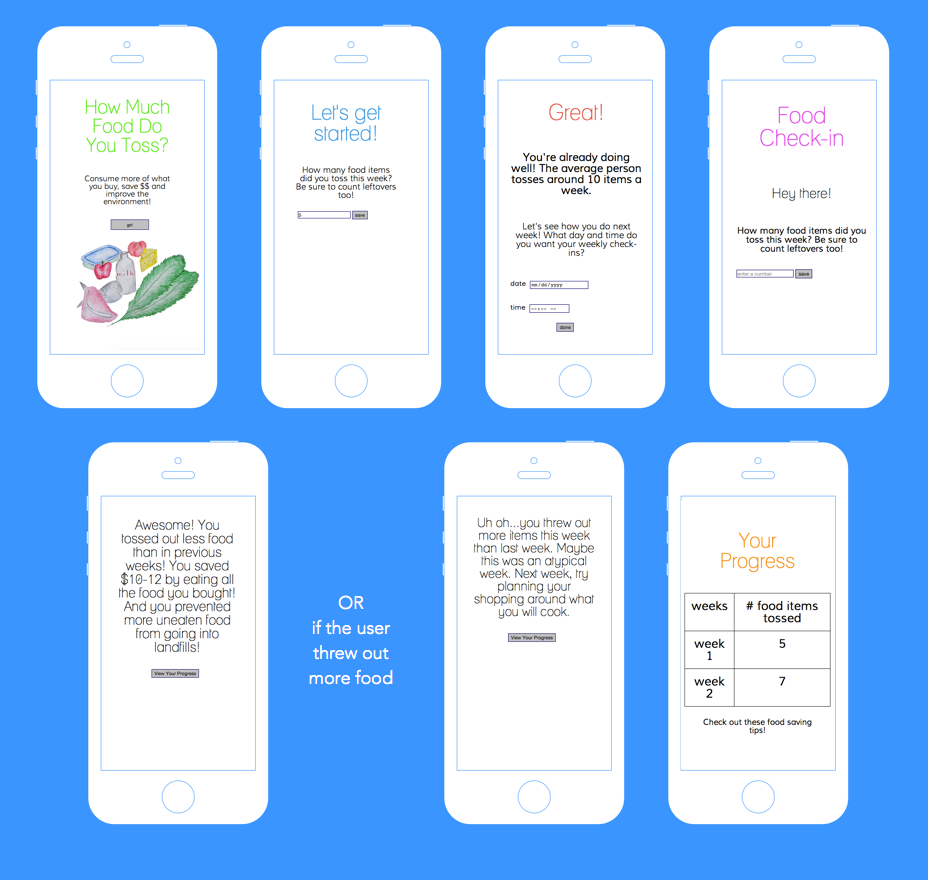 How Much
Food Do
You Toss?
Consume more of what
you buy, save $$ and
improve the
environment!
go!
milk
Let's get
started!
How many food items
did you toss this week?
Be sure to count leftovers
too!
5
save
Great!
You're already doing
well! The average person
tosses around 10 items a
week.
Let's see how you do next
week! What day and time do
you want your weekly check-
ins?
date mm/dd/yyyy
time --:-- --
done
Food
Check-in
Hey there!
How many food items did you
toss this week? Be sure to
count leftovers too!
enter a number save
Awesome! You
tossed out less food
than in previous
weeks! You saved
$10-12 by eating all
the food you bought!
And you prevented
more uneaten food
from going into
landfills!
View Your Progress
OR
if the user
threw out
more food
Uh oh...you threw out
more items this week
than last week. Maybe
this was an atypical
week. Next week, try
planning your
shopping around what
you will cook.
View Your Progress
Your
Progress
weeks # food items
tossed
week 5
1
week 7
2
Check out these food saving
tips!